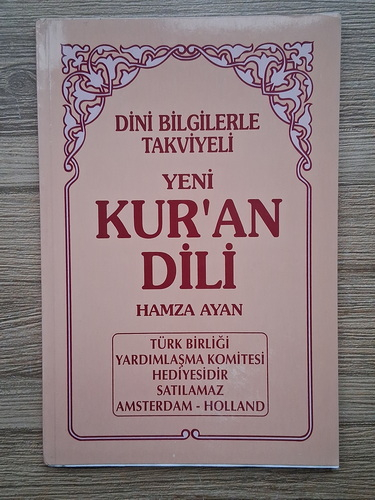 DİNİ BİLGİLERLE
TAKVİYELİ
YENİ
KUR'AN
DİLİ
HAMZA AYAN
TÜRK BİRLİĞİ
YARDIMLAŞMA KOMİTESİ
HEDİYESİDİR
SATILAMAZ
AMSTERDAM - HOLLAND